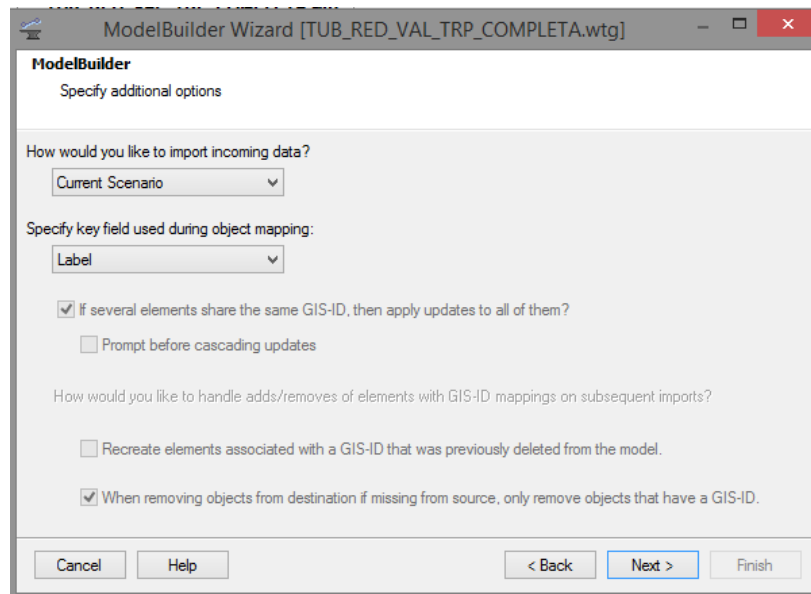 ModelBuilder Wizard [TUB_RED_VAL_TRP_COMPLETA.wtg]
ModelBuilder
Specify additional options
How would you like to import incoming data?
Current Scenario
Specify key field used during object mapping:
Label
If several elements share the same GIS-ID, then apply updates to all of them?
Prompt before cascading updates
How would you like to handle adds/removes of elements with GIS-ID mappings on subsequent imports?
Recreate elements associated with a GIS-ID that was previously deleted from the model.
When removing objects from destination if missing from source, only remove objects that have a GIS-ID.
Cancel Help < Back Next > Finish